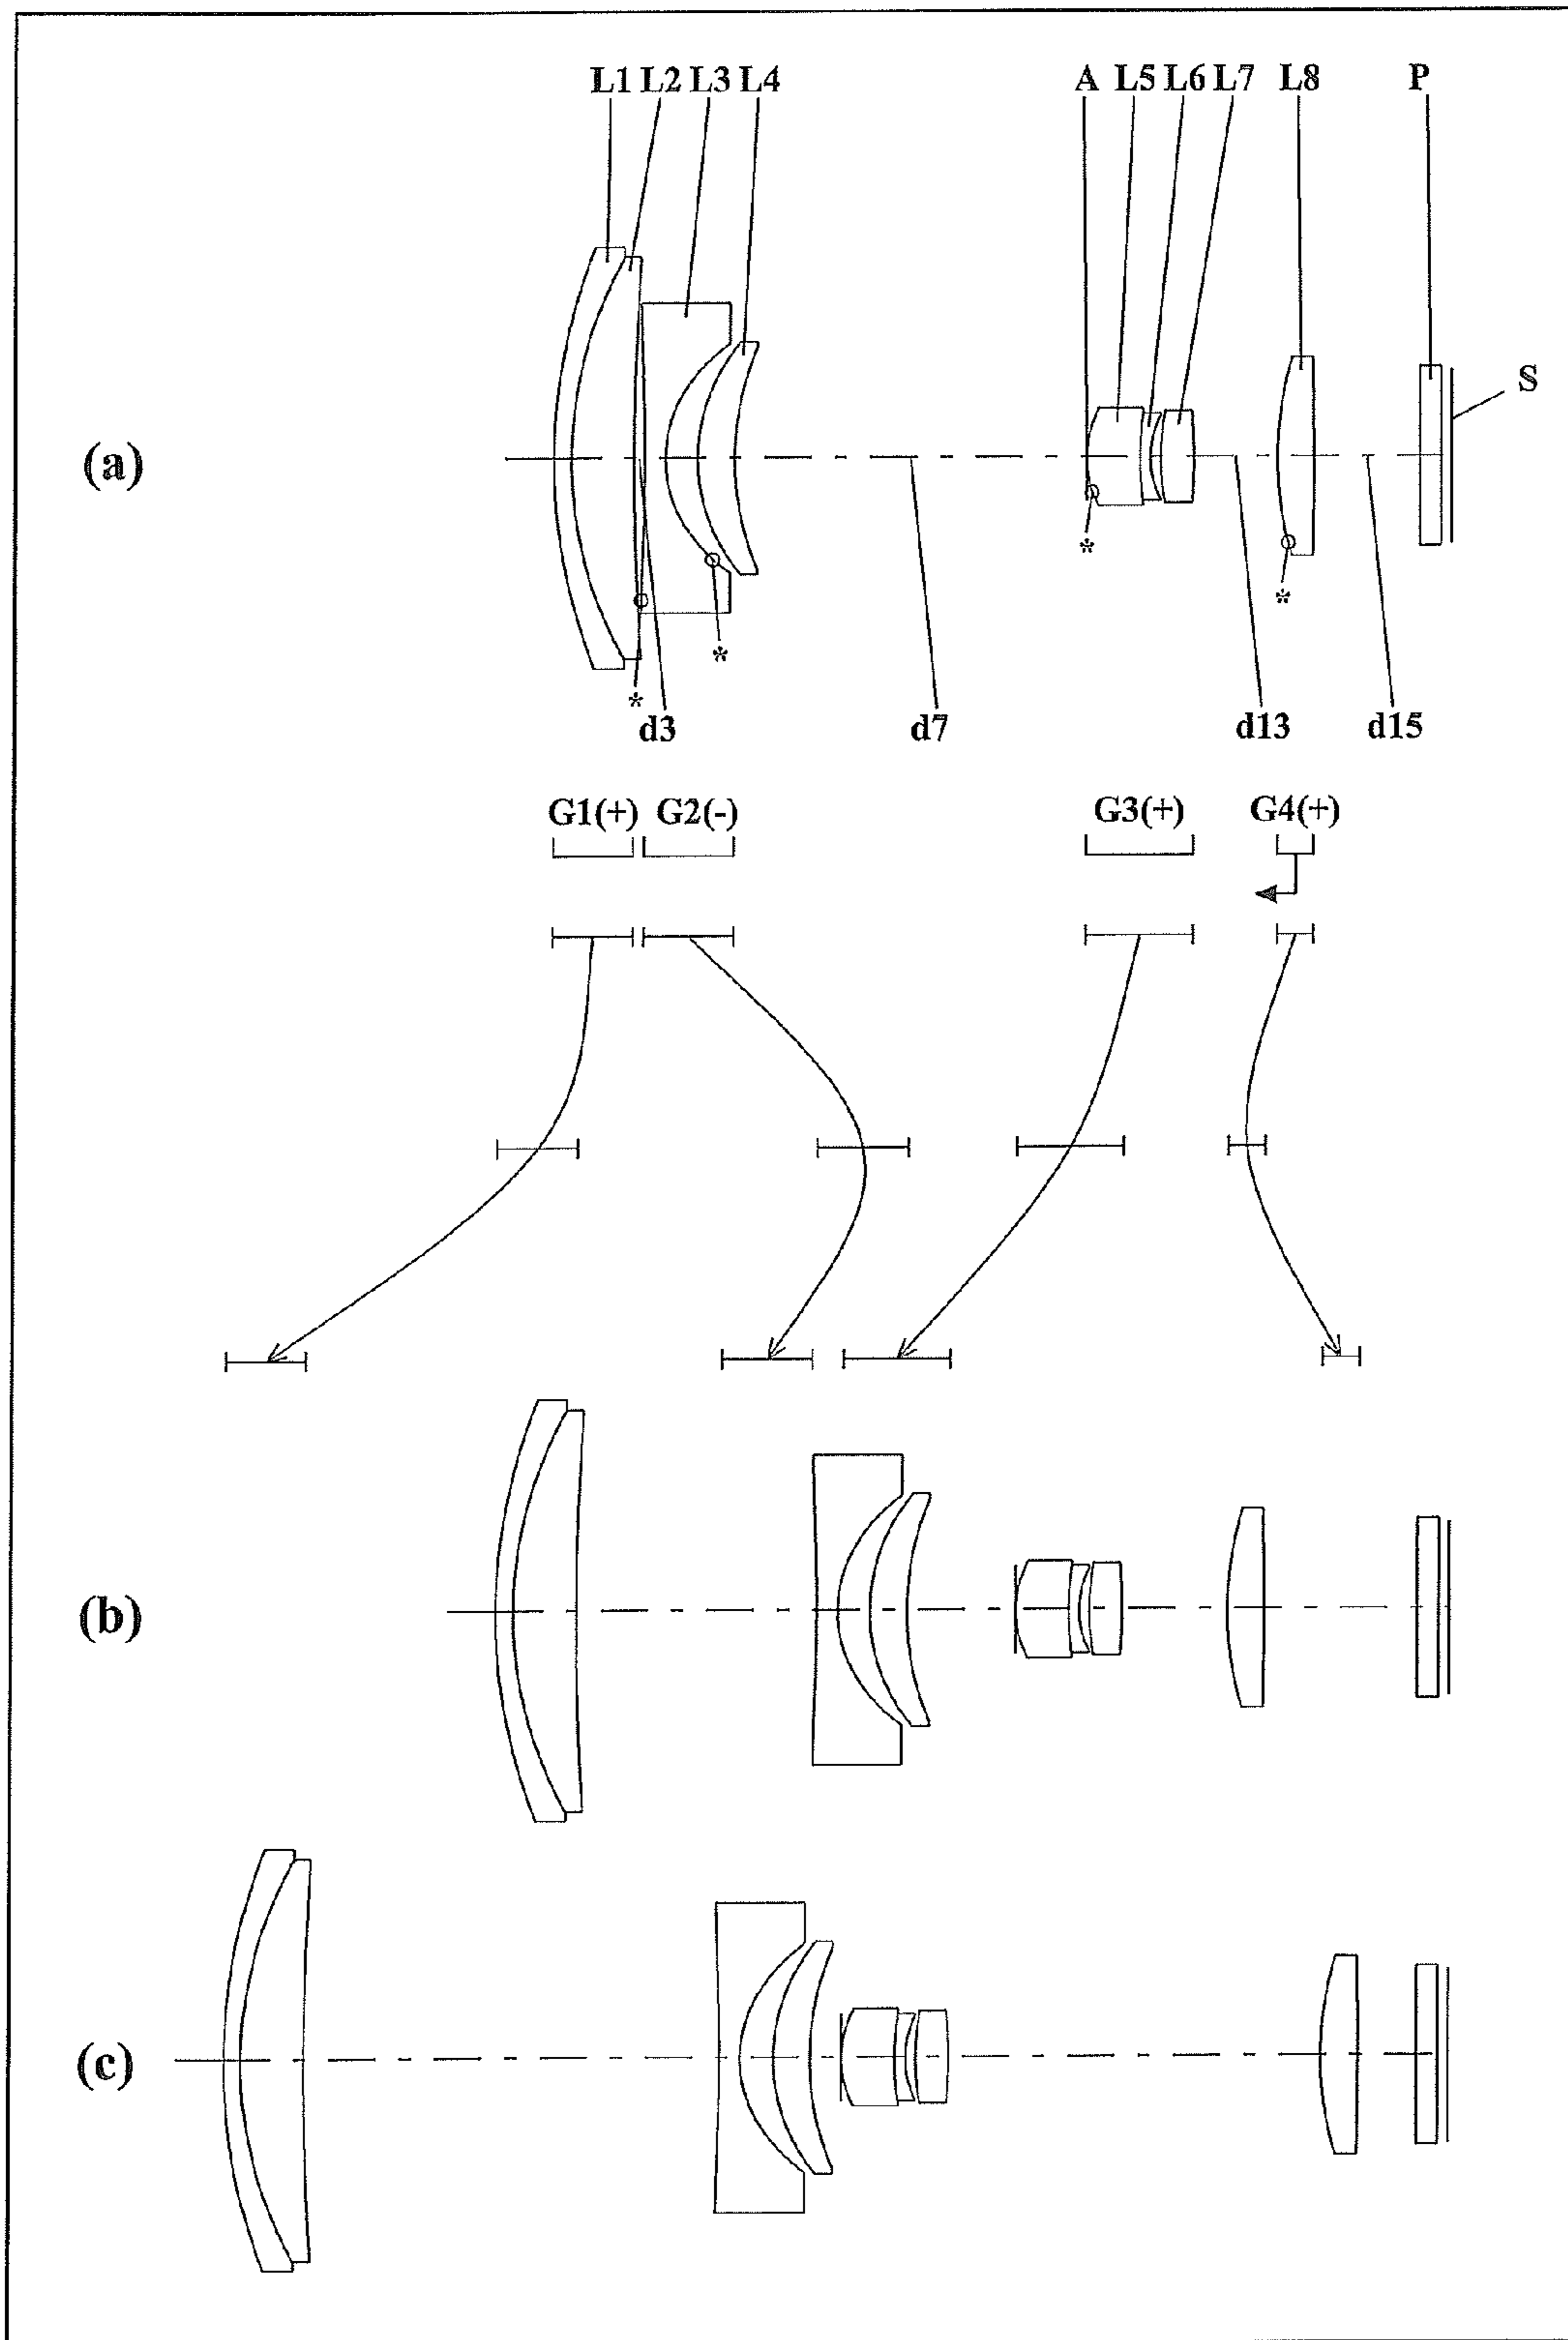 L1 L2 L3 L4 A L5 L6 L7 L8 P
S
(a)
*
*
*
*
d3 d7 d13 d15
G1(+) G2(-) G3(+) G4(+)
(b)
(c)